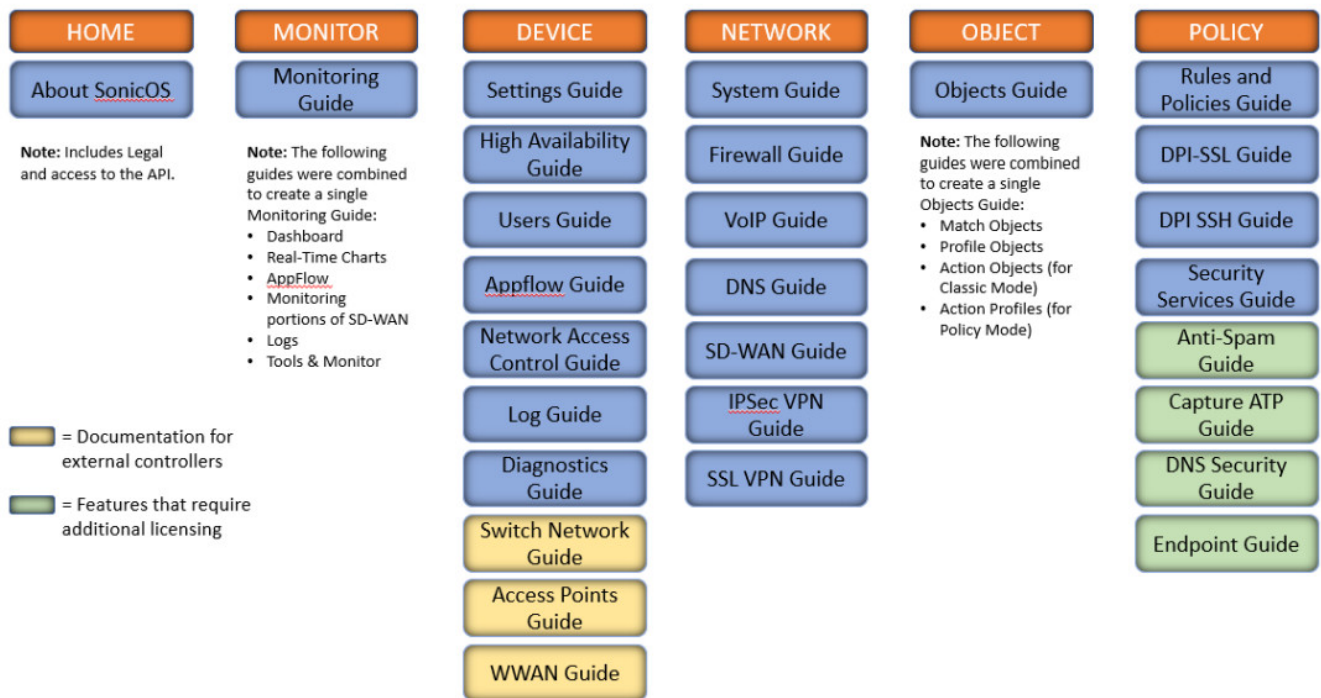 HOME
About SonicOS
Note: Includes Legal
and access to the API.
MONITOR
Monitoring
Guide
Note: The following
guides were combined
to create a single
Monitoring Guide:
• Dashboard
• Real-Time Charts
• AppFlow
• Monitoring
portions of SD-WAN
• Logs
• Tools & Monitor
DEVICE
Settings Guide
High Availability
Guide
Users Guide
Appflow Guide
Network Access
Control Guide
Log Guide
Diagnostics
Guide
Switch Network
Guide
Access Points
Guide
WWAN Guide
NETWORK
System Guide
Firewall Guide
VoIP Guide
DNS Guide
SD-WAN Guide
IPSec VPN
Guide
SSL VPN Guide
OBJECT
Objects Guide
Note: The following
guides were combined
to create a single
Objects Guide:
• Match Objects
• Profile Objects
• Action Objects (for
Classic Mode)
• Action Profiles (for
Policy Mode)
POLICY
Rules and
Policies Guide
DPI-SSL Guide
DPI SSH Guide
Security
Services Guide
Anti-Spam
Guide
Capture ATP
Guide
DNS Security
Guide
Endpoint Guide
= Documentation for
external controllers
= Features that require
additional licensing